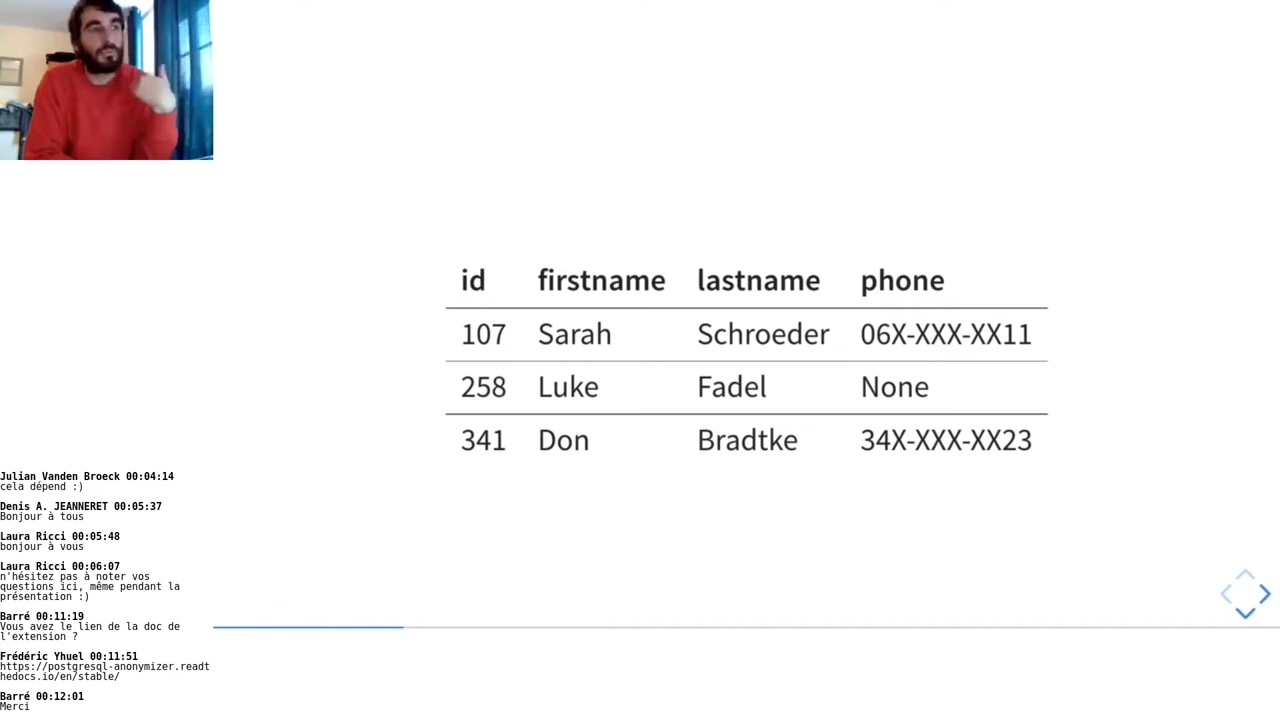 id firstname lastname phone
107 Sarah Schroeder 06X-XXX-XX11
258 Luke Fadel None
341 Don Bradtke 34X-XXX-XX23
Julian Vanden Broeck 00:04:14
cela dépend :)
Denis A. JEANNERET 00:05:37
Bonjour à tous
Laura Ricci 00:05:48
bonjour à vous
Laura Ricci 00:06:07
n'hésitez pas à noter vos
questions ici, même pendant la
présentation :)
Barré 00:11:19
Vous avez le lien de la doc de
l'extension ?
Frédéric Yhuel 00:11:51
https://postgresql-anonymizer.readt
hedocs.io/en/stable/
Barré 00:12:01
Merci